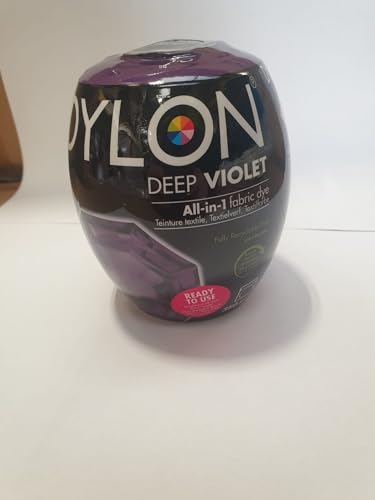 DYLON®
DEEP VIOLET
All-in-1 fabric dye
Teinture textile, Textielverf, Textilfarbe
READY
TO USE